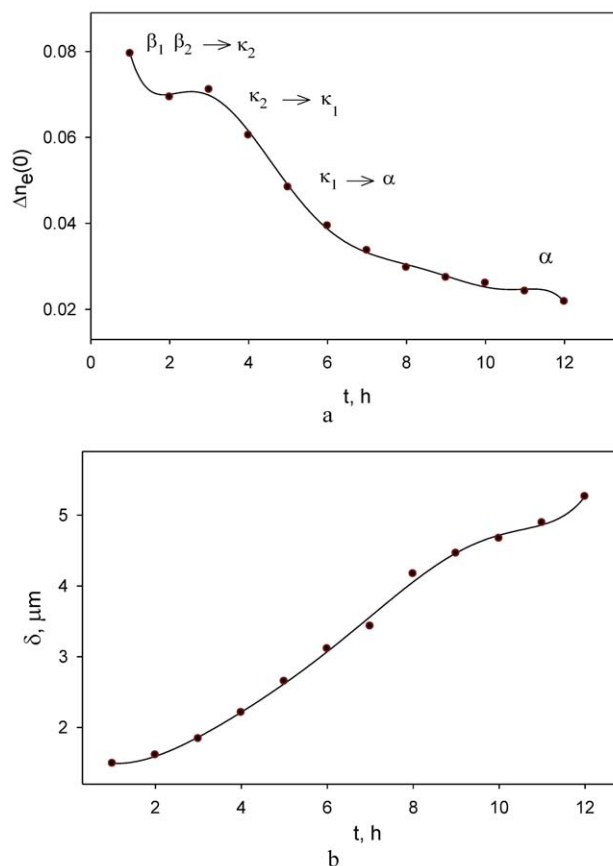 0.08
β₁ β₂ → κ₂
κ₂ → κ₁
0.06
Δnₑ(0)
κ₁ → α
0.04
α
0.02
0 2 4 6 8 10 12
t, h
a
5
4
δ, μm
3
2
2 4 6 8 10 12
t, h
b